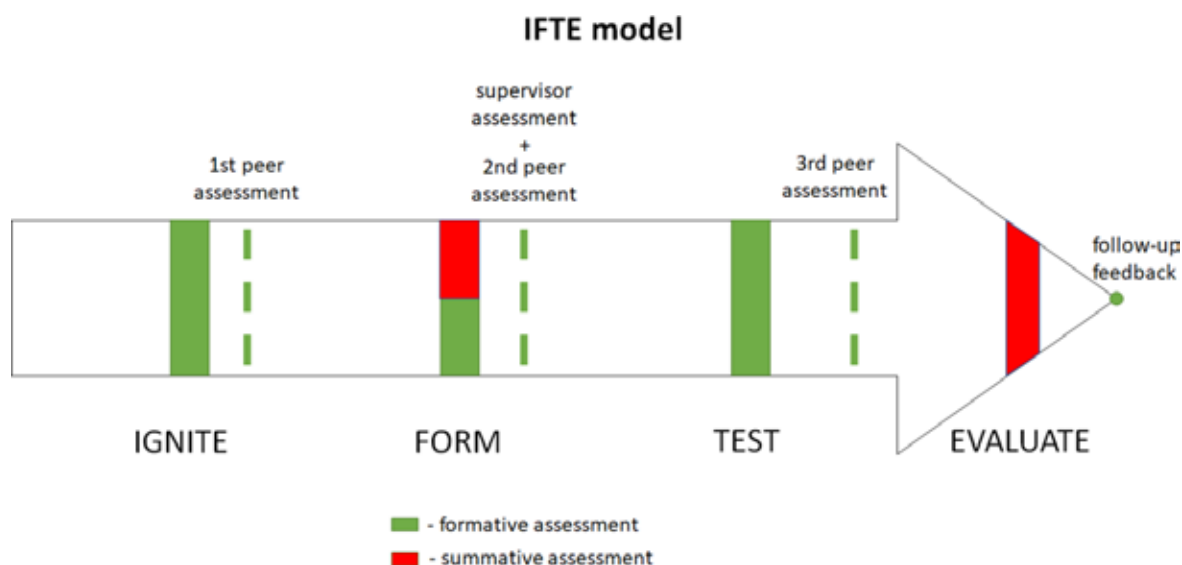 IFTE model
supervisor
assessment
+
1st peer
assessment
2nd peer
assessment
3rd peer
assessment
follow-up
feedback
IGNITE
FORM
TEST
EVALUATE
- formative assessment
- summative assessment